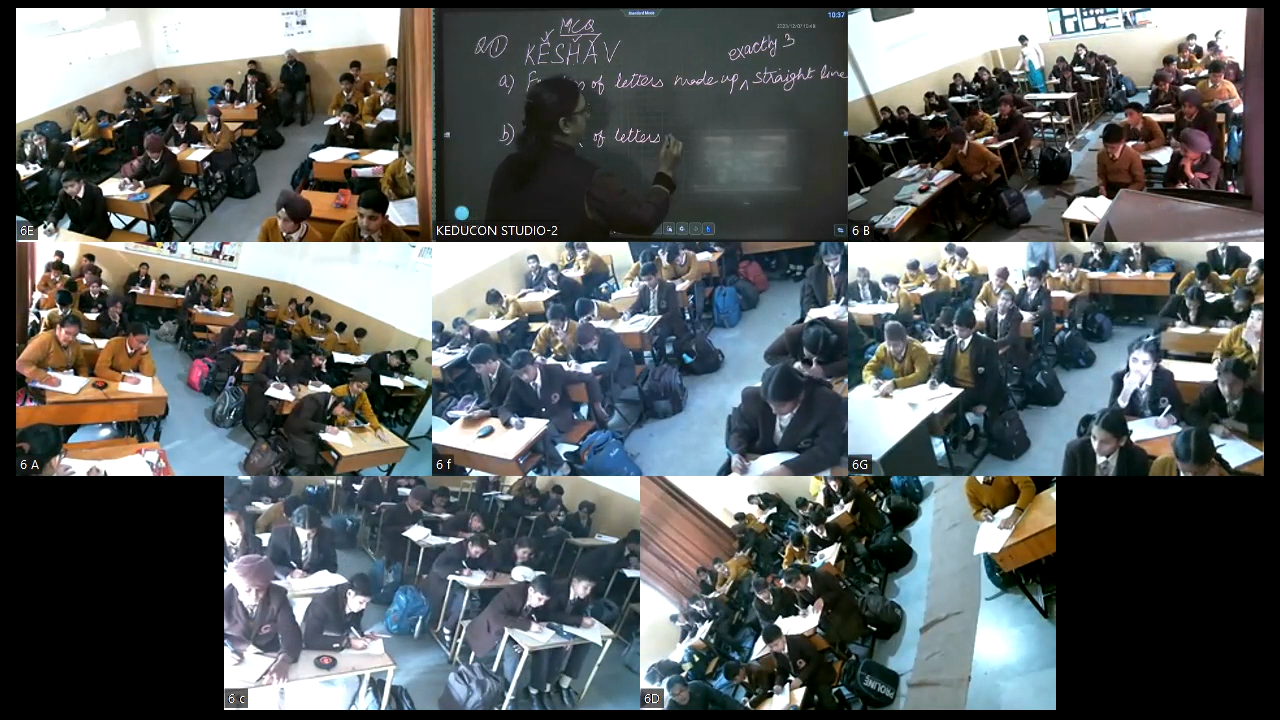 Standard Mode
10:37
MCQ
Q 1) KESHAV
exactly 3
a) of letters made up ^ straight line
b) of letters
6E
KEDUCON STUDIO-2
6 B
6 A
6 f
6G
6 c
6D
PROLINE